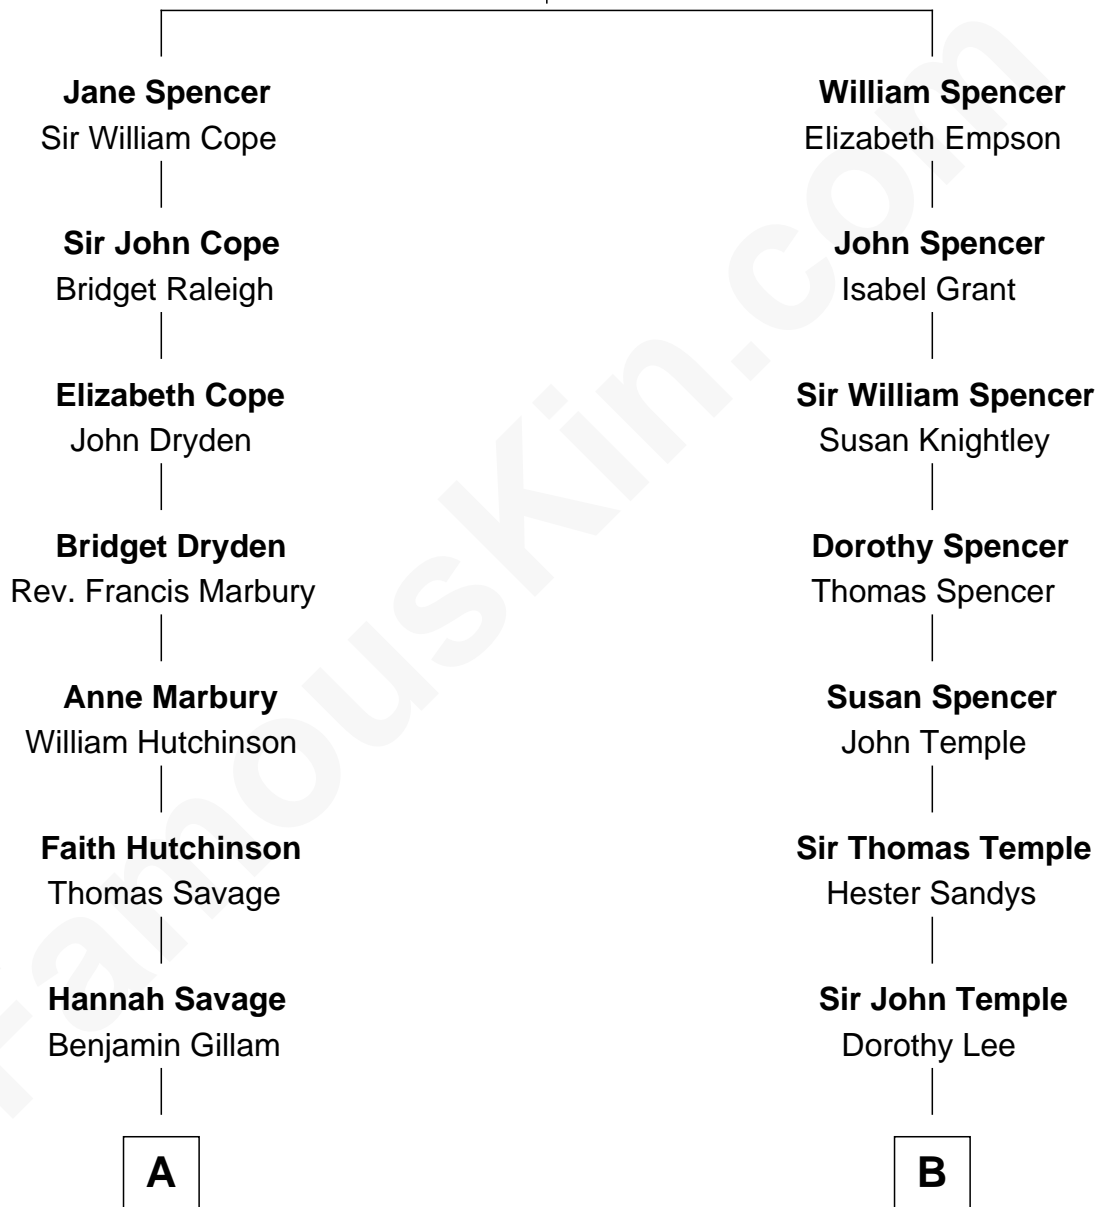 Jane Spencer
Sir William Cope
William Spencer
Elizabeth Empson
Sir John Cope
Bridget Raleigh
John Spencer
Isabel Grant
Elizabeth Cope
John Dryden
Sir William Spencer
Susan Knightley
Bridget Dryden
Rev. Francis Marbury
Dorothy Spencer
Thomas Spencer
Anne Marbury
William Hutchinson
Susan Spencer
John Temple
Faith Hutchinson
Thomas Savage
Sir Thomas Temple
Hester Sandys
Hannah Savage
Benjamin Gillam
Sir John Temple
Dorothy Lee
A
B
FamousKin.com